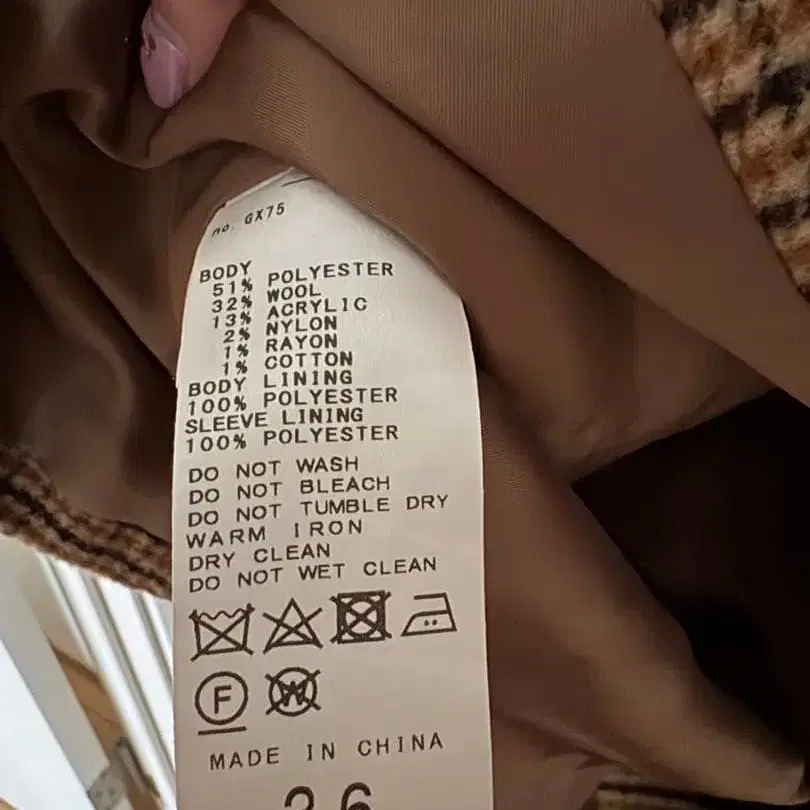 no. GX75
BODY
51% POLYESTER
32% WOOL
13% ACRYLIC
2% NYLON
1% RAYON
1% COTTON
BODY LINING
100% POLYESTER
SLEEVE LINING
100% POLYESTER
DO NOT WASH
DO NOT BLEACH
DO NOT TUMBLE DRY
WARM IRON
DRY CLEAN
DO NOT WET CLEAN
F W
MADE IN CHINA